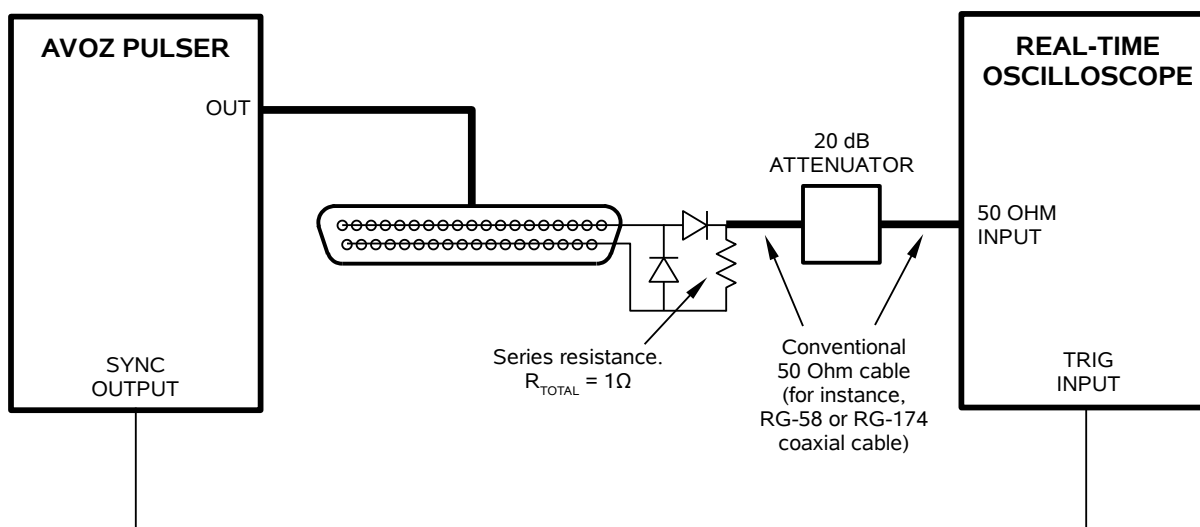 AVOZ PULSER
OUT
SYNC
OUTPUT
Series resistance.
RTOTAL = 1Ω
20 dB
ATTENUATOR
Conventional
50 Ohm cable
(for instance,
RG-58 or RG-174
coaxial cable)
REAL-TIME
OSCILLOSCOPE
50 OHM
INPUT
TRIG
INPUT